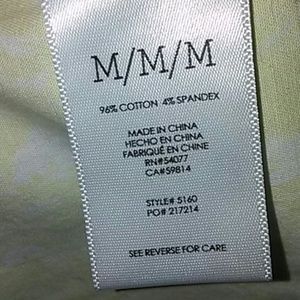 M/M/M
96% COTTON 4% SPANDEX
MADE IN CHINA
HECHO EN CHINA
FABRIQUÉ EN CHINE
RN#54077
CA#59814
STYLE# 5160
PO# 217214
SEE REVERSE FOR CARE